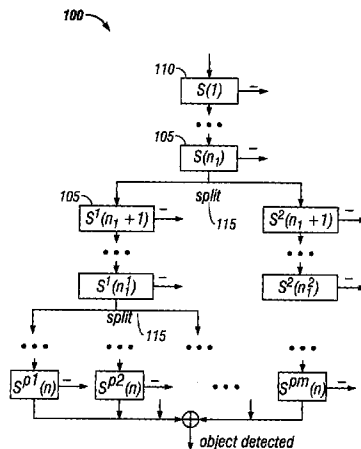 100
110
S(1)
–
• • •
105
S(n₁)
–
split
115
105
S¹(n₁ + 1)
–
S²(n₁ + 1)
–
• • •
• • •
S¹(n₁¹)
–
S²(n₁²)
–
split
115
• • • • • • • • • • • •
Sᵖ¹(n)
–
Sᵖ²(n)
–
• • •
Sᵖᵐ(n)
–
object detected